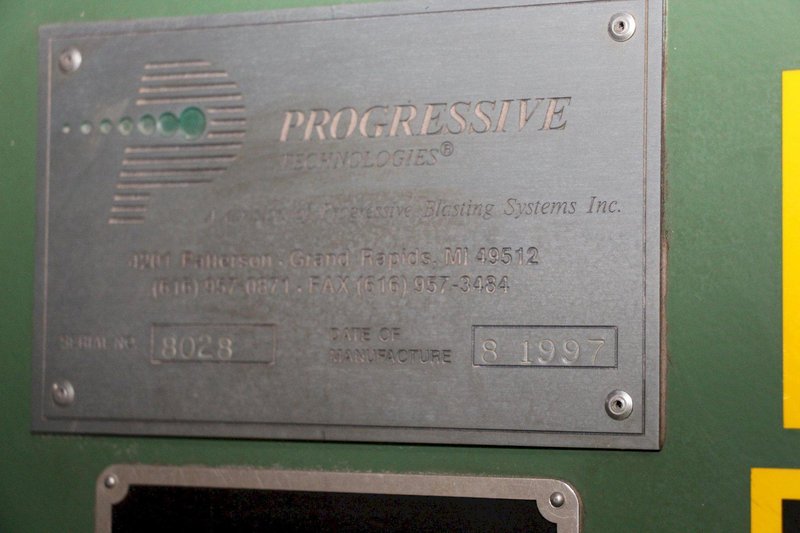 PROGRESSIVE
TECHNOLOGIES®
A Progressive Blasting Systems Inc.
4201 Patterson . Grand Rapids, MI 49512
(616) 957-0871 . FAX (616) 957-3484
SERIAL NO. 8028
DATE OF MANUFACTURE 8 1997